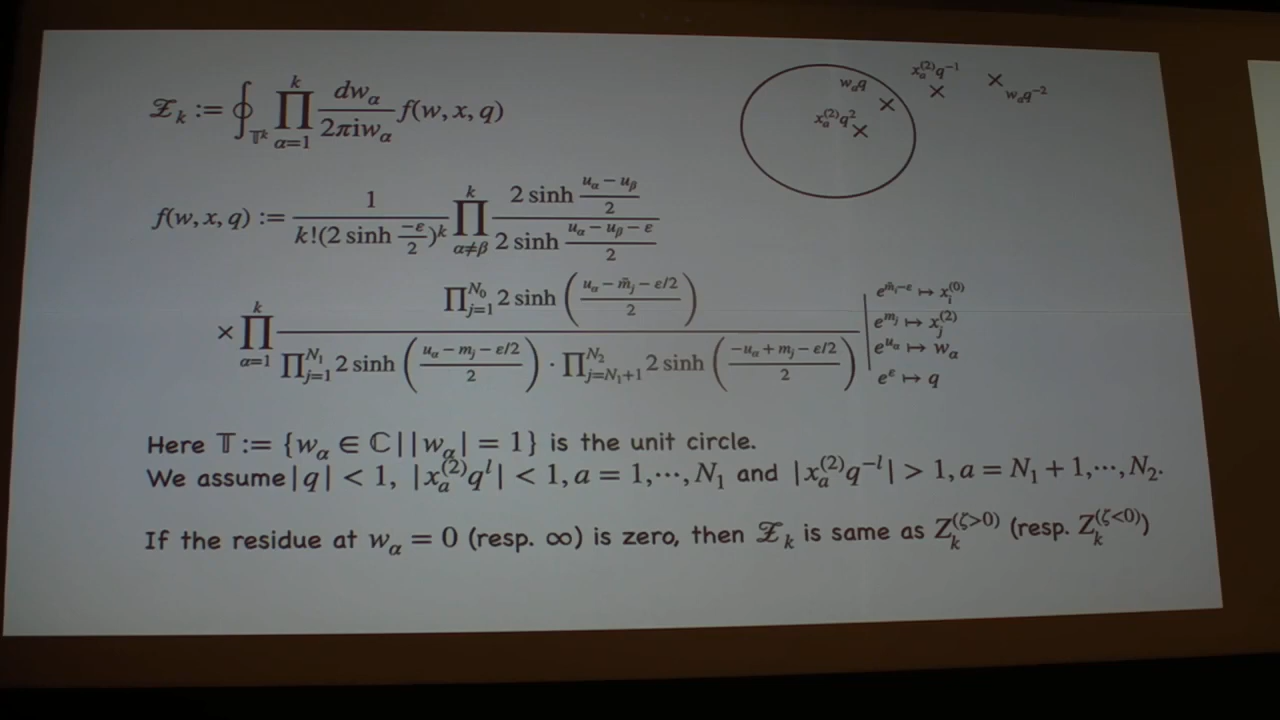 𝒵_k := ∮_{𝕋^k} ∏_{α=1}^{k} dw_α / 2πiw_α f(w, x, q)
w_a q
x_a^{(2)}q^{-1}
w_a q^{-2}
x_a^{(2)}q^2
f(w, x, q) := 1 / k!(2 sinh −ε/2)^k ∏_{α≠β}^{k} 2 sinh (u_α − u_β)/2 / 2 sinh (u_α − u_β − ε)/2
× ∏_{α=1}^{k} ∏_{j=1}^{N_0} 2 sinh ((u_α − m̃_j − ε/2)/2) / ∏_{j=1}^{N_1} 2 sinh ((u_α − m_j − ε/2)/2) · ∏_{j=N_1+1}^{N_2} 2 sinh ((−u_α + m_j − ε/2)/2) |
e^{m̃_i−ε} ↦ x_i^{(0)}
e^{m_j} ↦ x_j^{(2)}
e^{u_α} ↦ w_α
e^ε ↦ q
Here 𝕋 := {w_α ∈ ℂ | |w_α| = 1} is the unit circle.
We assume |q| < 1, |x_a^{(2)}q^l| < 1, a = 1,⋯, N_1 and |x_a^{(2)}q^{-l}| > 1, a = N_1 + 1,⋯, N_2.
If the residue at w_α = 0 (resp. ∞) is zero, then 𝒵_k is same as Z_k^{(ζ>0)} (resp. Z_k^{(ζ<0)})